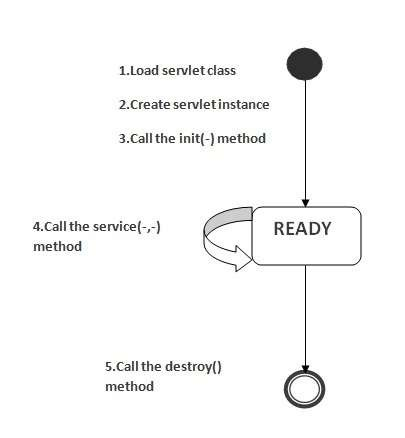 1.Load servlet class
2.Create servlet instance
3.Call the init(-) method
4.Call the service(-,-)
method
READY
5.Call the destroy()
method